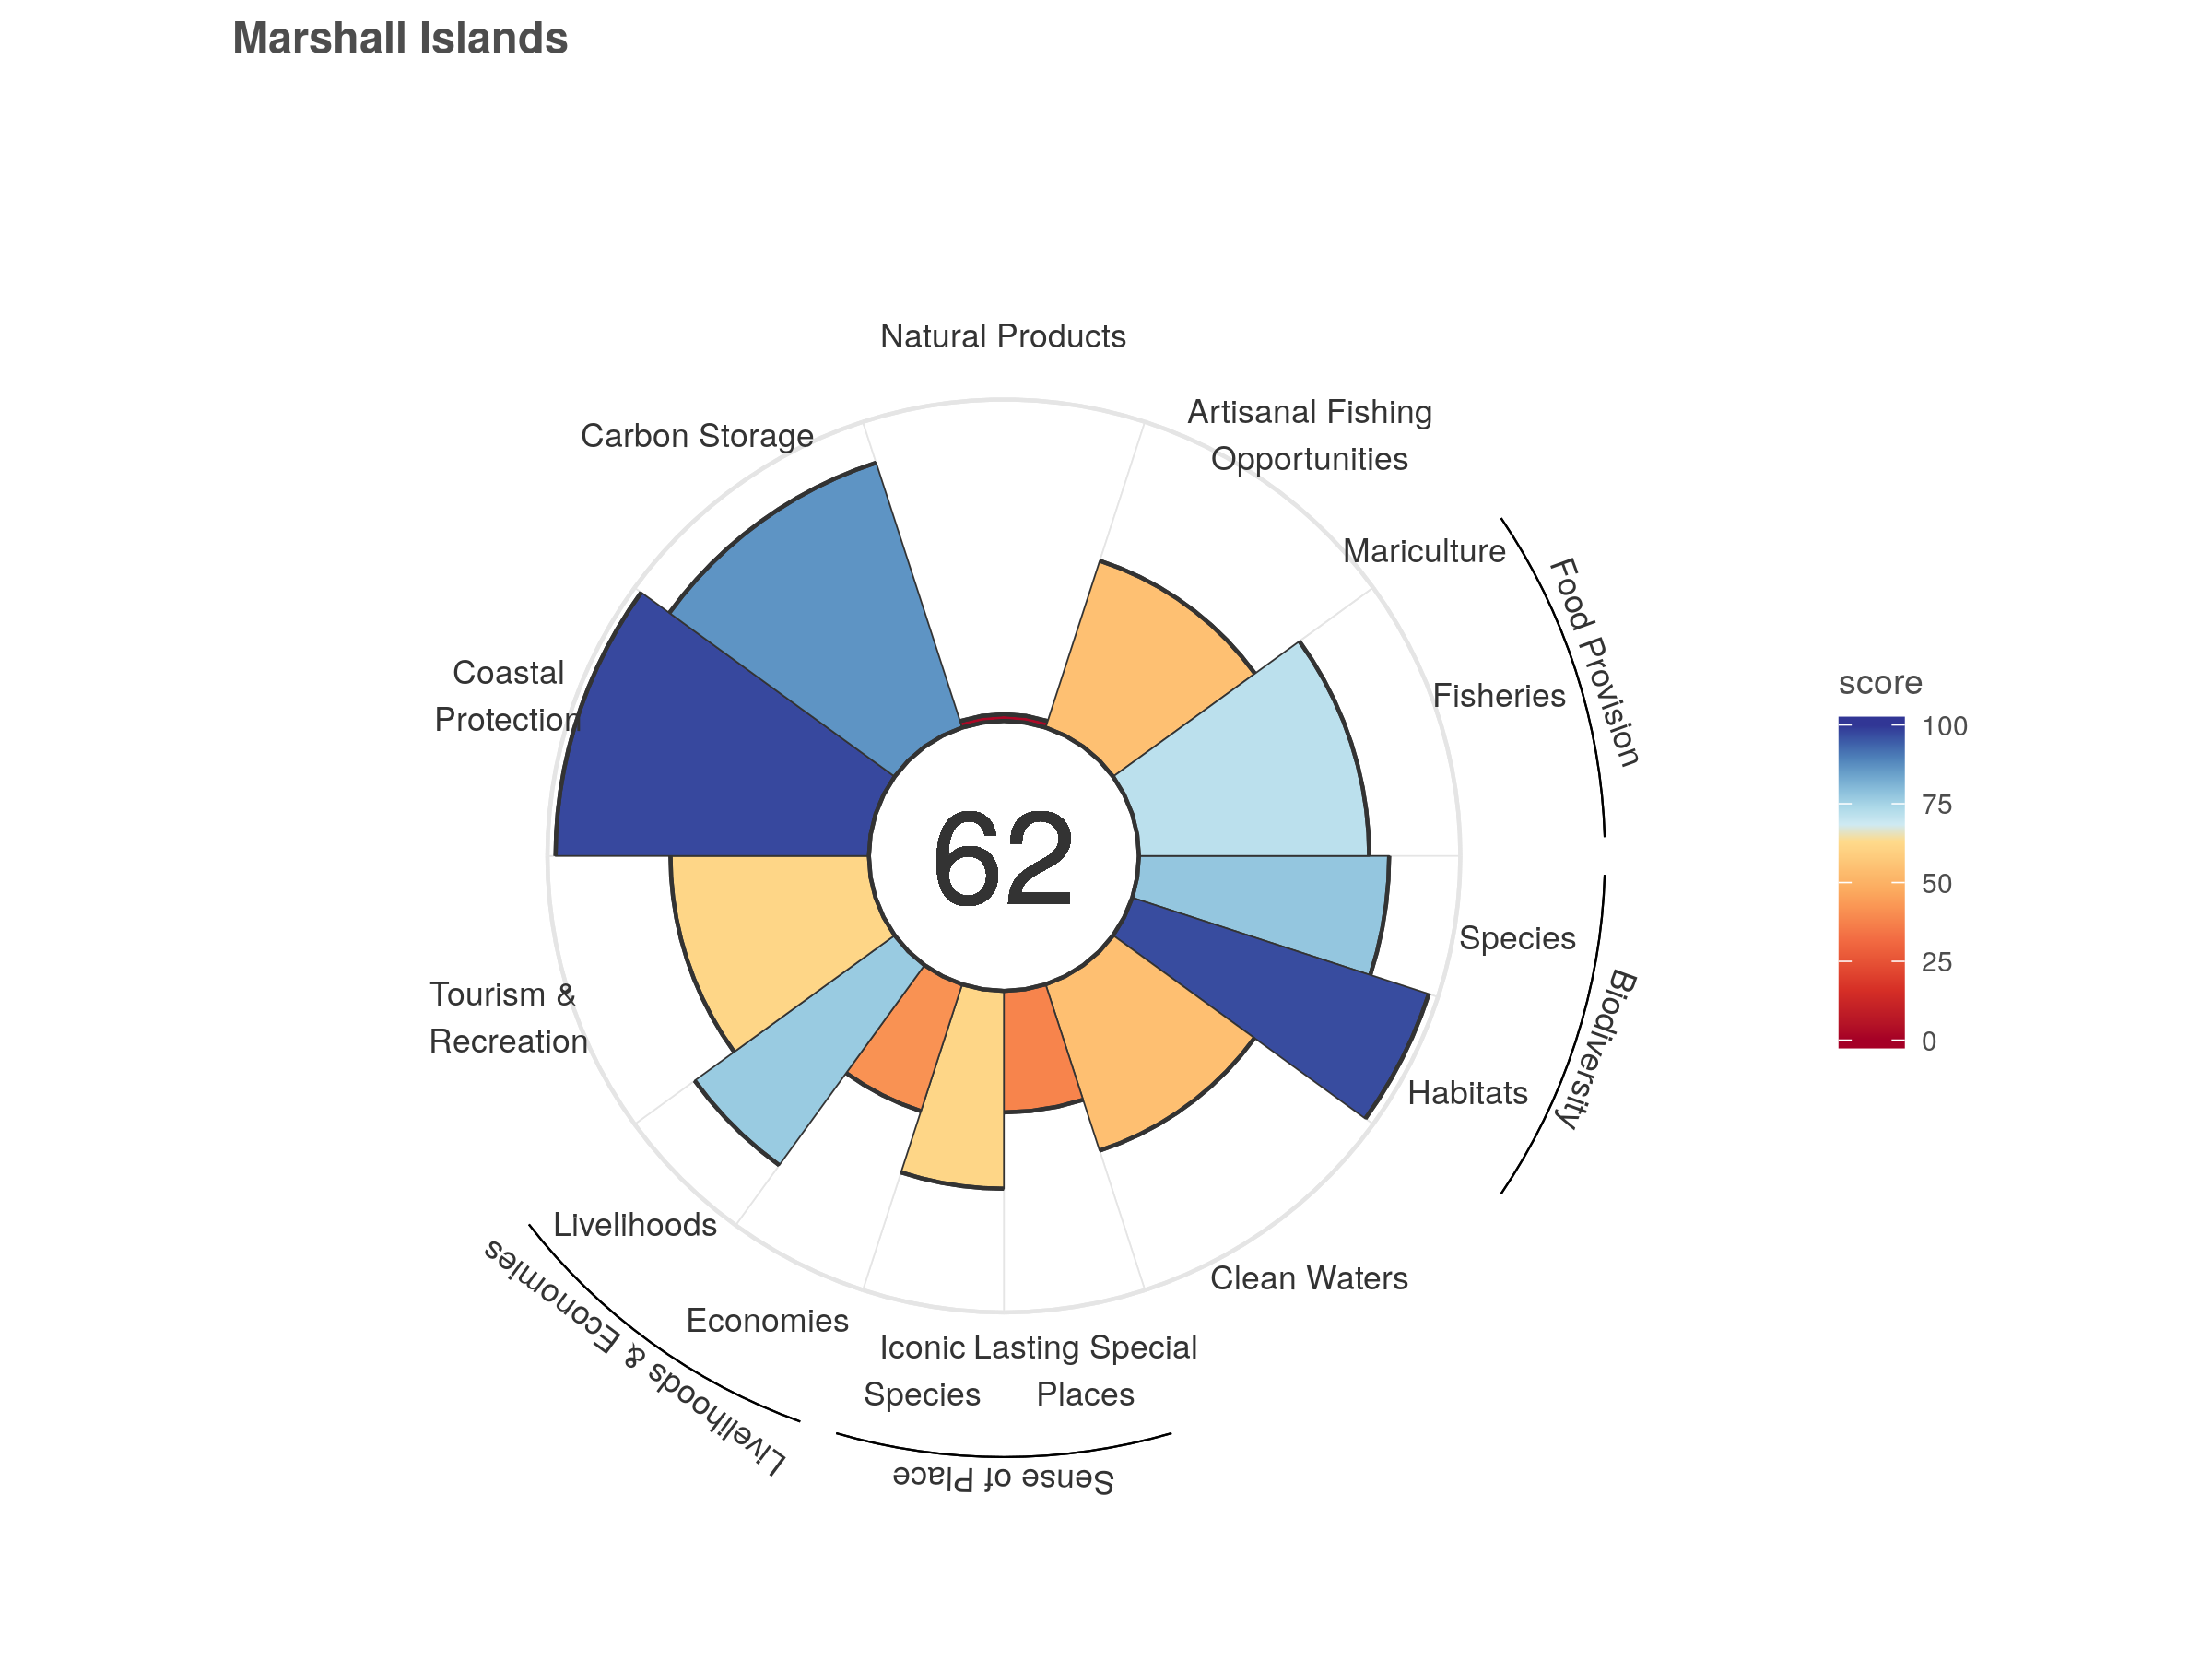 Marshall Islands
Natural Products
Artisanal Fishing
Opportunities
Carbon Storage
Mariculture
Food Provision
Fisheries
Coastal
Protection
62
score
100
75
50
25
0
Species
Biodiversity
Habitats
Tourism &
Recreation
Livelihoods
Livelihoods & Economies
Economies
Clean Waters
Iconic
Species
Lasting Special
Places
Sense of Place